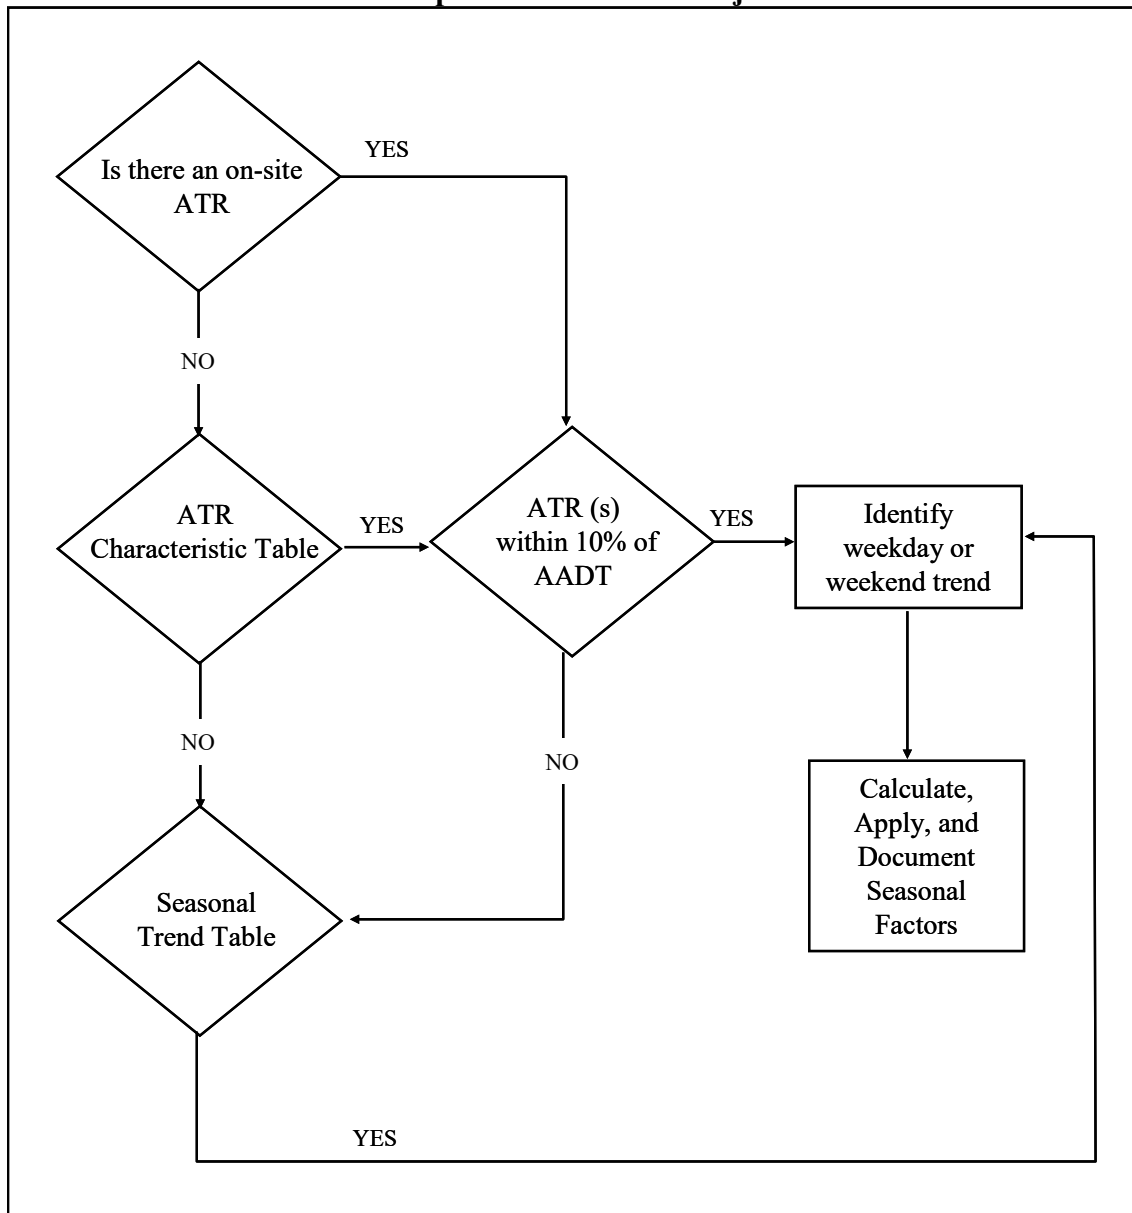 YES
Is there an on-site
ATR
NO
ATR
Characteristic Table
YES
ATR (s)
within 10% of
AADT
YES
Identify
weekday or
weekend trend
NO
NO
Calculate,
Apply, and
Document
Seasonal
Factors
Seasonal
Trend Table
YES